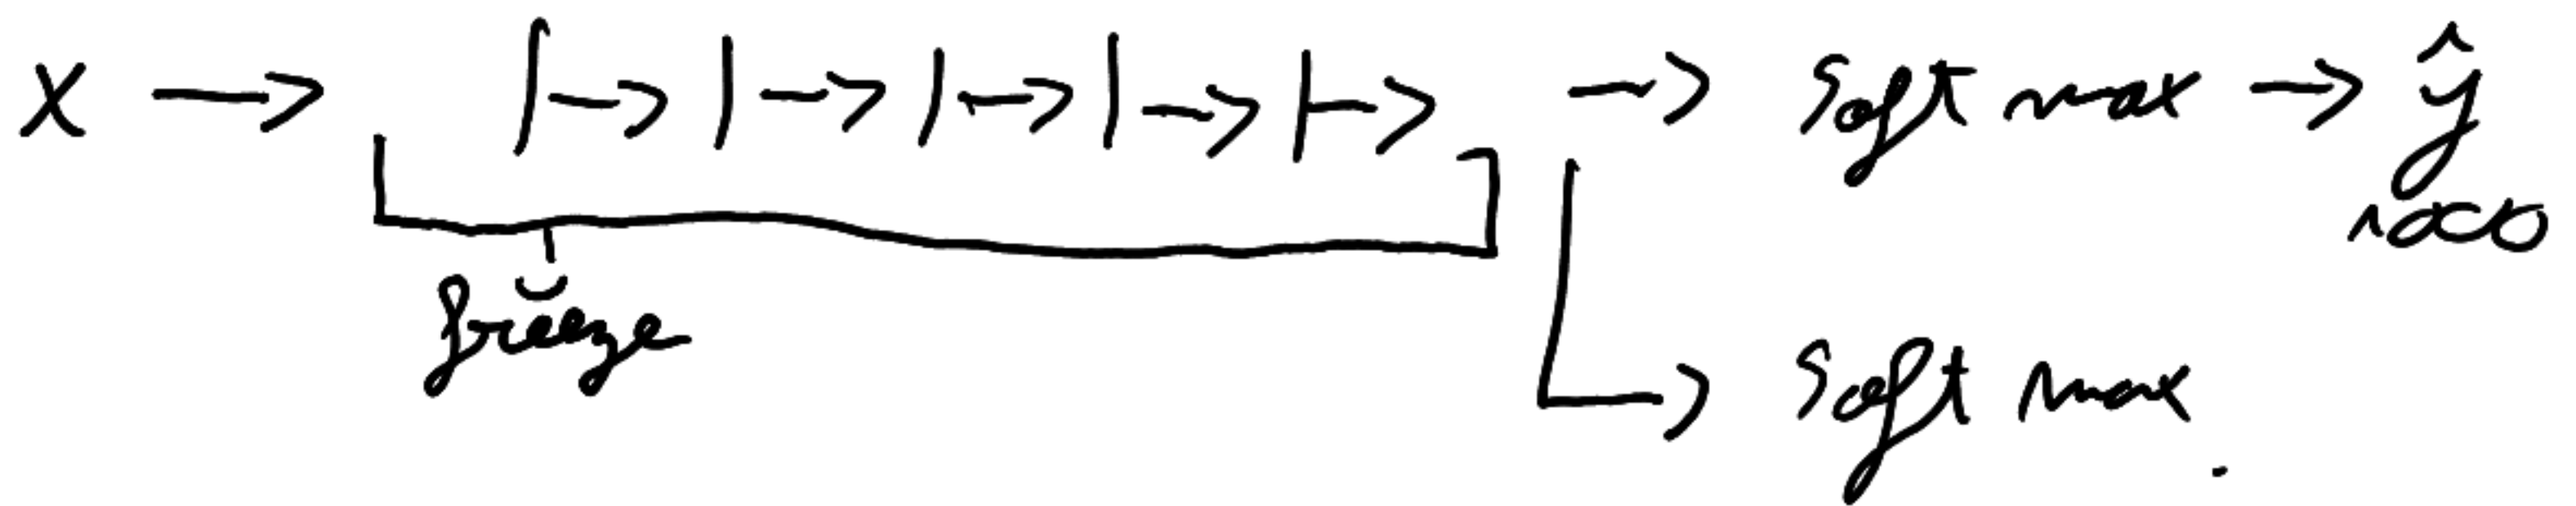 x → | → | → | → | → | → → Softmax → ŷ
1000
freeze
Softmax